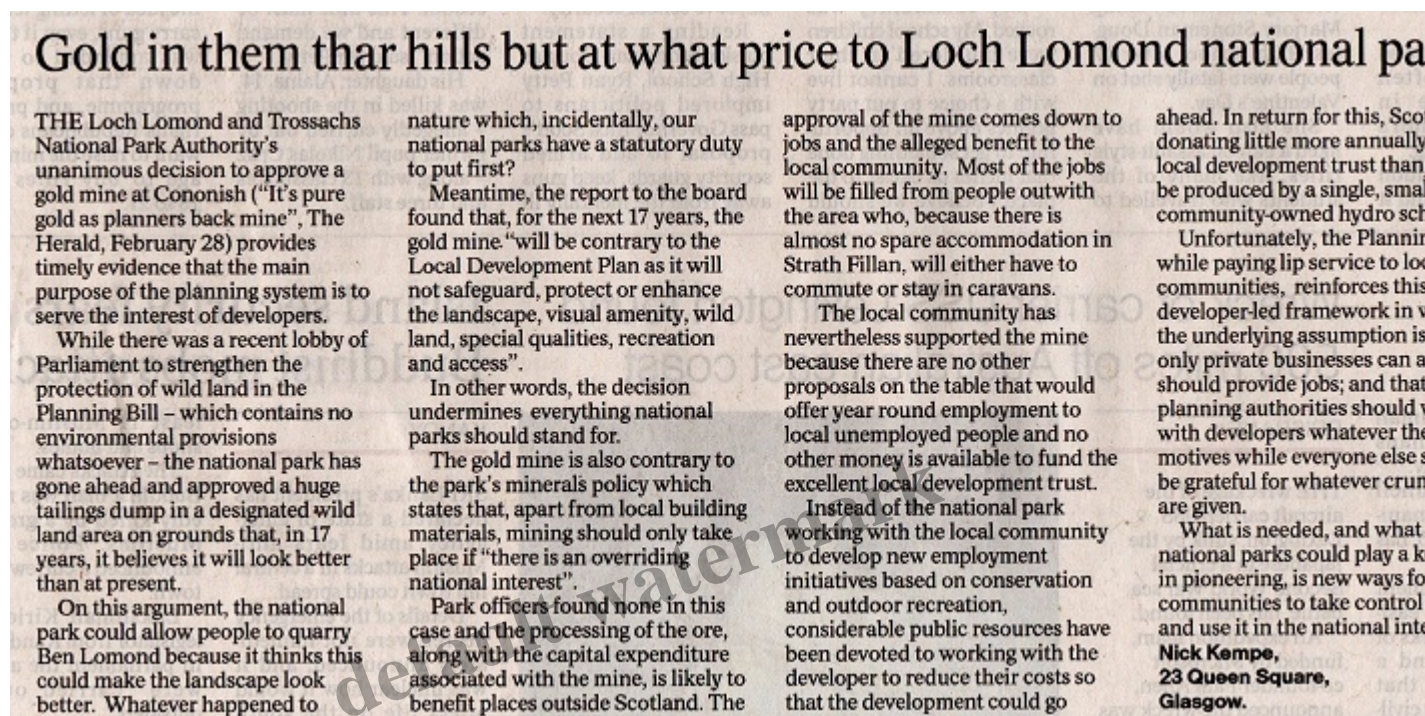 Gold in them thar hills but at what price to Loch Lomond national pa
THE Loch Lomond and Trossachs
National Park Authority's
unanimous decision to approve a
gold mine at Cononish (“It's pure
gold as planners back mine”, The
Herald, February 28) provides
timely evidence that the main
purpose of the planning system is to
serve the interest of developers.
While there was a recent lobby of
Parliament to strengthen the
protection of wild land in the
Planning Bill – which contains no
environmental provisions
whatsoever – the national park has
gone ahead and approved a huge
tailings dump in a designated wild
land area on grounds that, in 17
years, it believes it will look better
than at present.
On this argument, the national
park could allow people to quarry
Ben Lomond because it thinks this
could make the landscape look
better. Whatever happened to
nature which, incidentally, our
national parks have a statutory duty
to put first?
Meantime, the report to the board
found that, for the next 17 years, the
gold mine “will be contrary to the
Local Development Plan as it will
not safeguard, protect or enhance
the landscape, visual amenity, wild
land, special qualities, recreation
and access”.
In other words, the decision
undermines everything national
parks should stand for.
The gold mine is also contrary to
the park's minerals policy which
states that, apart from local building
materials, mining should only take
place if “there is an overriding
national interest”.
Park officers found none in this
case and the processing of the ore,
along with the capital expenditure
associated with the mine, is likely to
benefit places outside Scotland. The
approval of the mine comes down to
jobs and the alleged benefit to the
local community. Most of the jobs
will be filled from people outwith
the area who, because there is
almost no spare accommodation in
Strath Fillan, will either have to
commute or stay in caravans.
The local community has
nevertheless supported the mine
because there are no other
proposals on the table that would
offer year round employment to
local unemployed people and no
other money is available to fund the
excellent local development trust.
Instead of the national park
working with the local community
to develop new employment
initiatives based on conservation
and outdoor recreation,
considerable public resources have
been devoted to working with the
developer to reduce their costs so
that the development could go
ahead. In return for this, Sco
donating little more annually
local development trust than
be produced by a single, sma
community-owned hydro sch
Unfortunately, the Plannin
while paying lip service to loc
communities, reinforces this
developer-led framework in w
the underlying assumption is
only private businesses can a
should provide jobs; and that
planning authorities should w
with developers whatever the
motives while everyone else s
be grateful for whatever crum
are given.
What is needed, and what
national parks could play a k
in pioneering, is new ways fo
communities to take control
and use it in the national inte
Nick Kempe,
23 Queen Square,
Glasgow.
default watermark